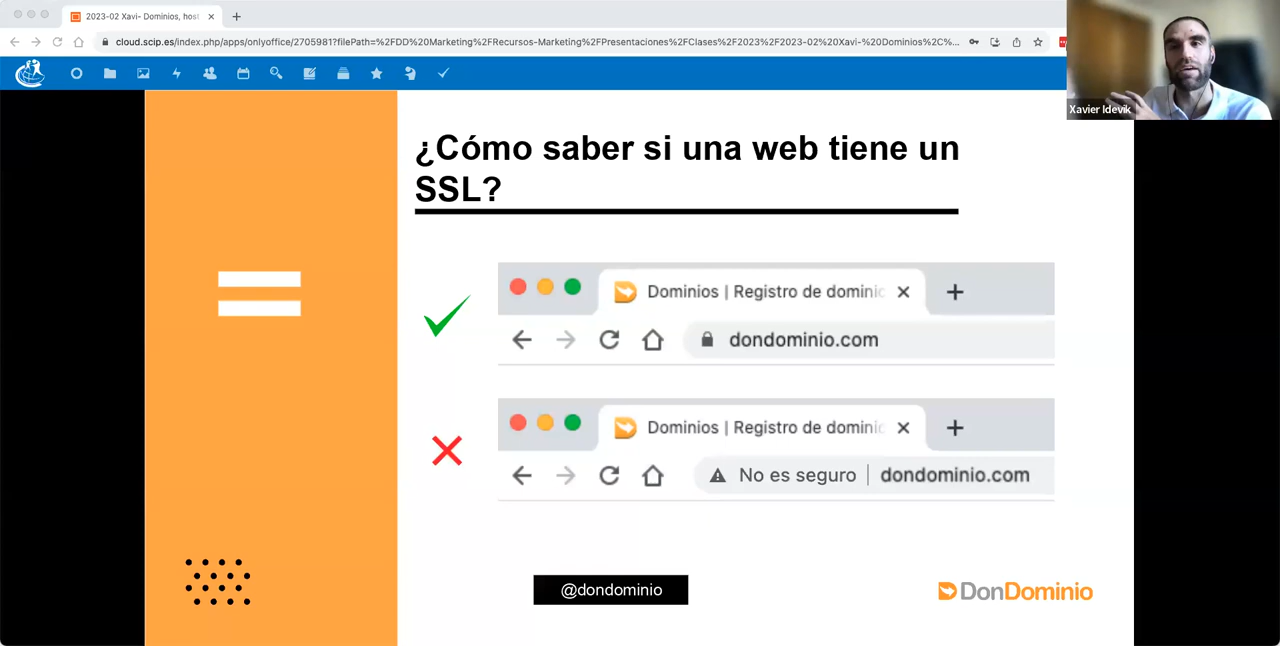 2023-02 Xavi- Dominios, host
cloud.scip.es/index.php/apps/onlyoffice/2705981?filePath=%2FDD%20Marketing%2FRecursos-Marketing%2FPresentaciones%2FClases%2F2023%2F2023-02%20Xavi-%20Dominios%2C%...
Xavier Idevik
¿Cómo saber si una web tiene un
SSL?
Dominios | Registro de dominic
dondominio.com
Dominios | Registro de dominic
No es seguro | dondominio.com
@dondominio
DonDominio